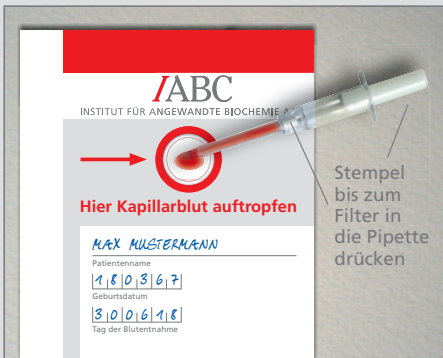 IABC
INSTITUT FÜR ANGEWANDTE BIOCHEMIE
Hier Kapillarblut auftropfen
MAX MUSTERMANN
Patientenname
180367
Geburtsdatum
300618
Tag der Blutentnahme
Stempel
bis zum
Filter in
die Pipette
drücken